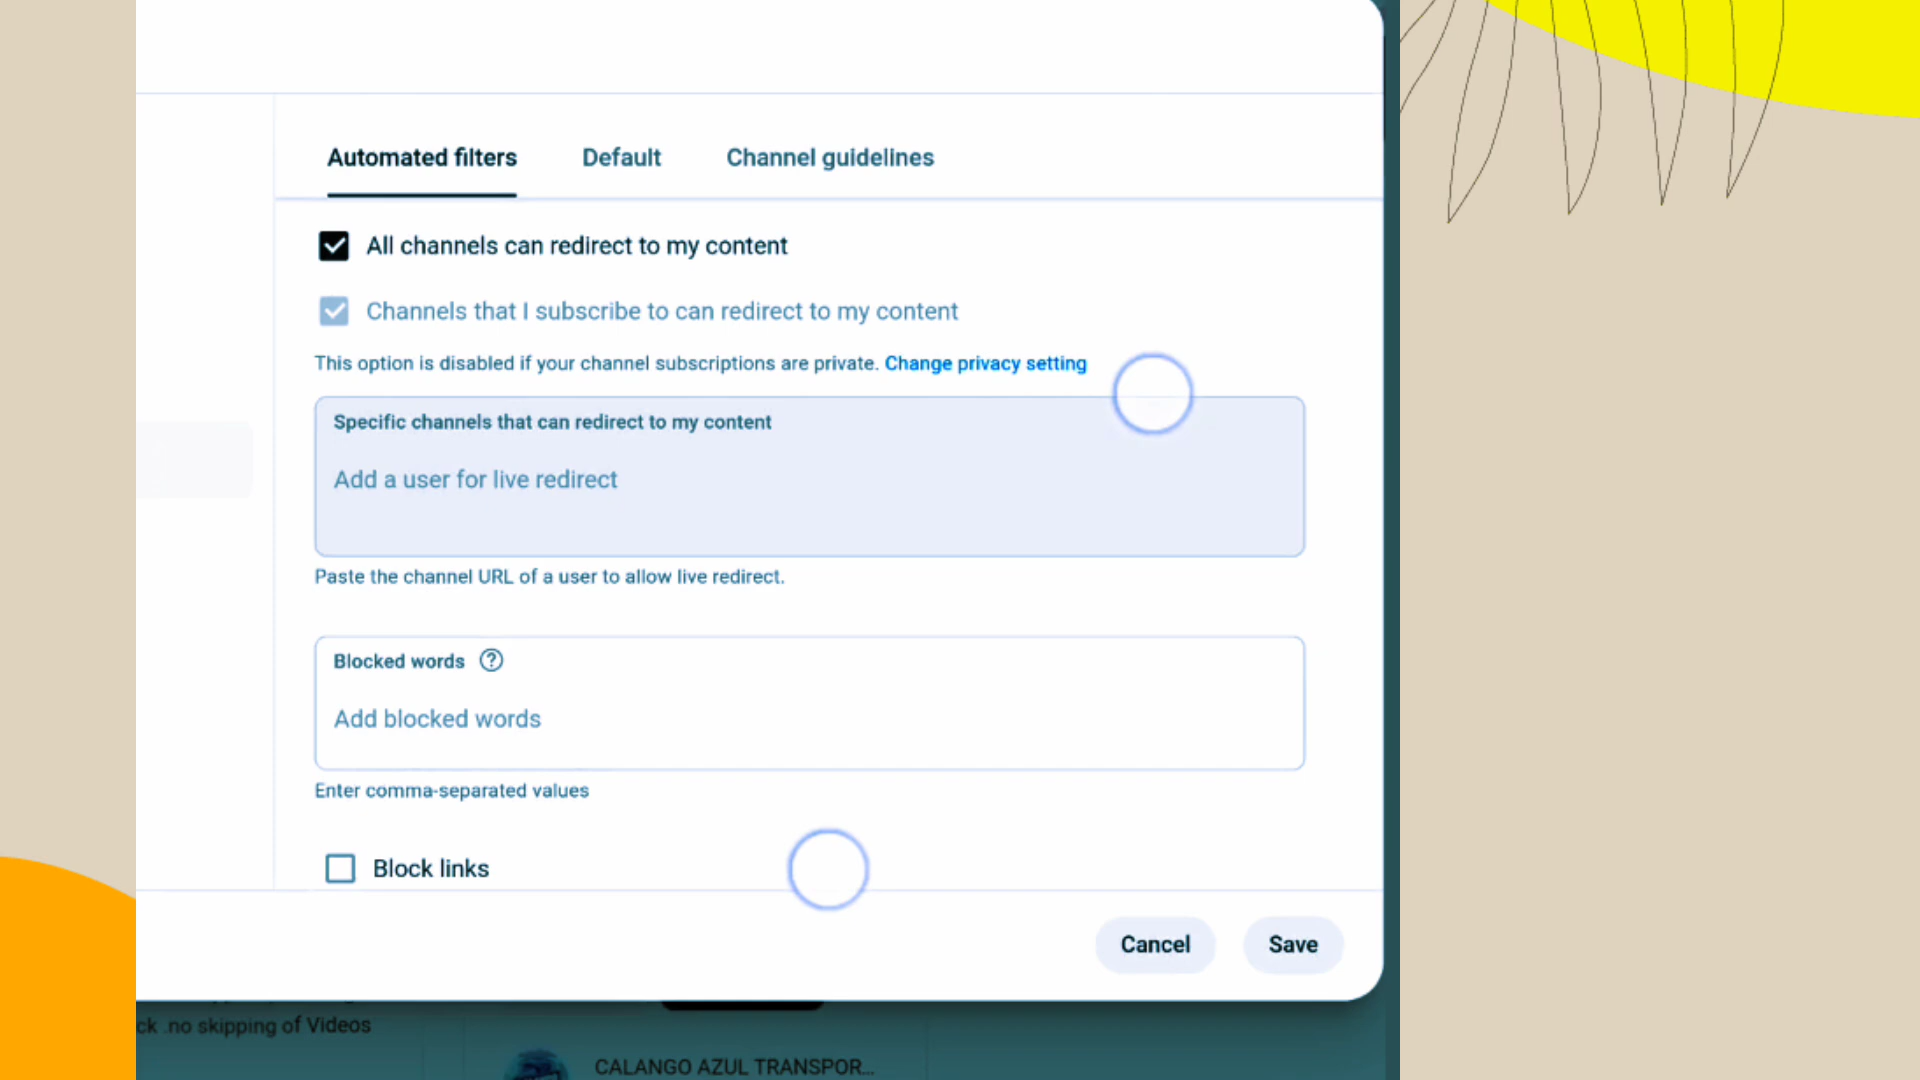 Automated filters
Default
Channel guidelines
All channels can redirect to my content
Channels that I subscribe to can redirect to my content
This option is disabled if your channel subscriptions are private. Change privacy setting
Specific channels that can redirect to my content
Add a user for live redirect
Paste the channel URL of a user to allow live redirect.
Blocked words
Add blocked words
Enter comma-separated values
Block links
Cancel
Save
ck .no skipping of Videos
CALANGO AZUL TRANSPOR...